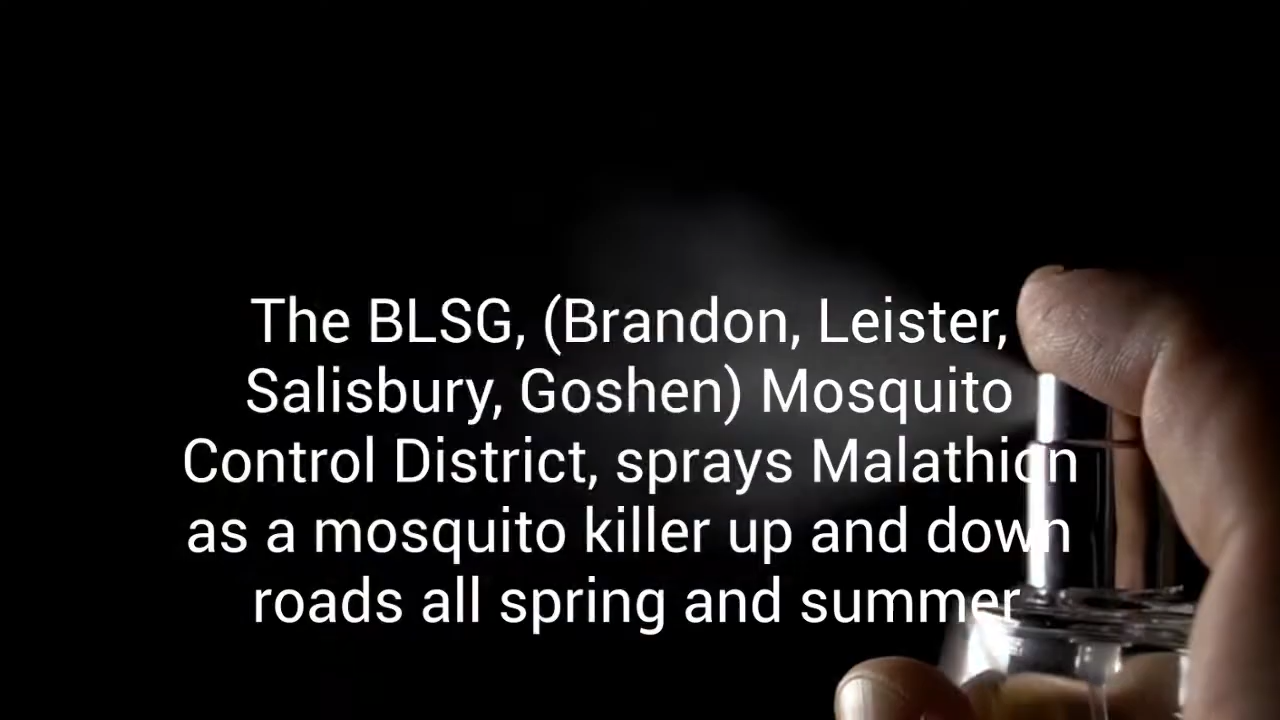 The BLSG, (Brandon, Leister,
Salisbury, Goshen) Mosquito
Control District, sprays Malathion
as a mosquito killer up and down
roads all spring and summer